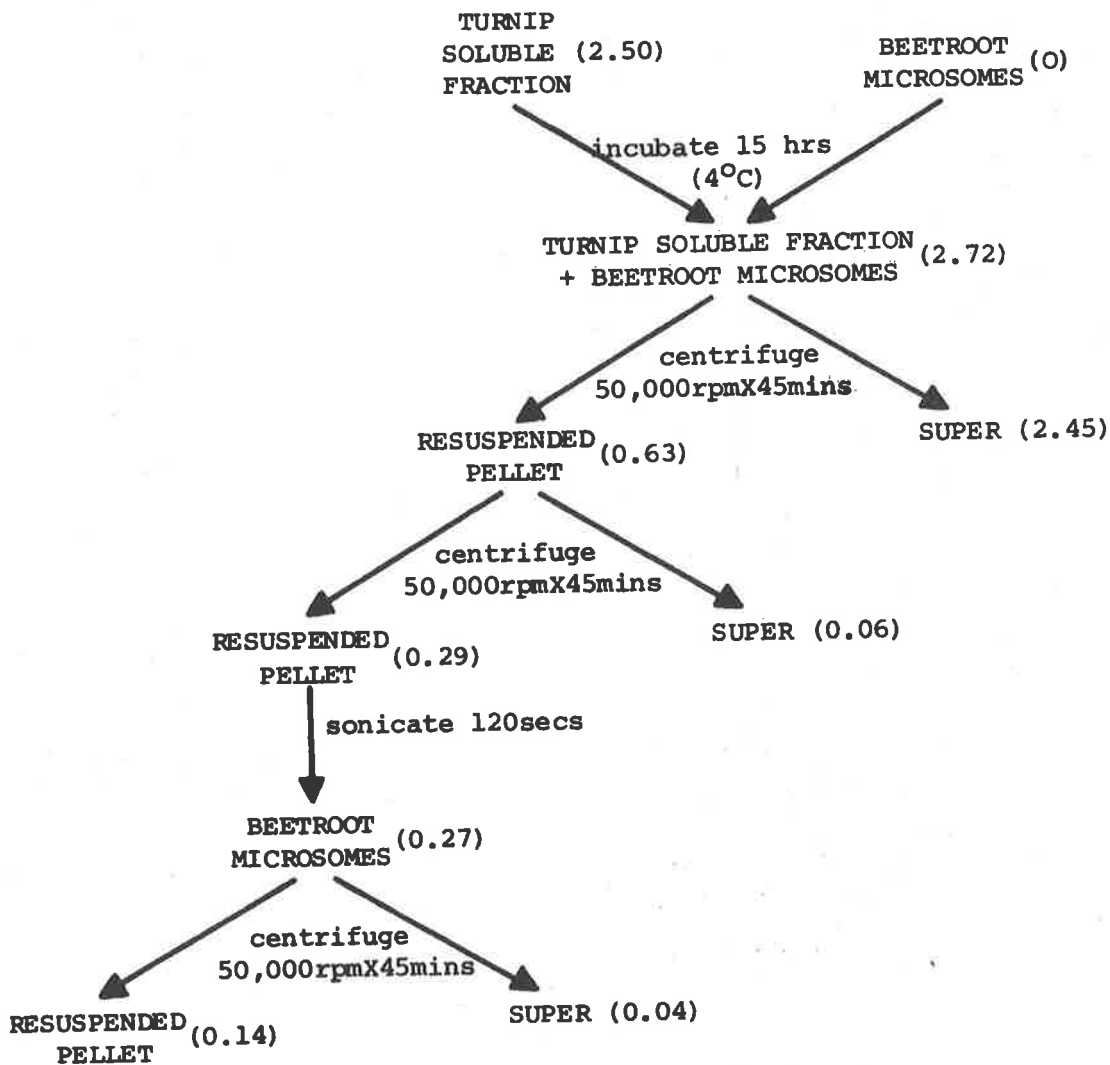 TURNIP
SOLUBLE (2.50)
FRACTION
BEETROOT
MICROSOMES (O)
incubate 15 hrs
(4°C)
TURNIP SOLUBLE FRACTION
+ BEETROOT MICROSOMES (2.72)
centrifuge
50,000rpmX45mins
RESUSPENDED
PELLET (0.63)
SUPER (2.45)
centrifuge
50,000rpmX45mins
RESUSPENDED
PELLET (0.29)
SUPER (0.06)
sonicate 120secs
BEETROOT
MICROSOMES (0.27)
centrifuge
50,000rpmX45mins
RESUSPENDED
PELLET (0.14)
SUPER (0.04)